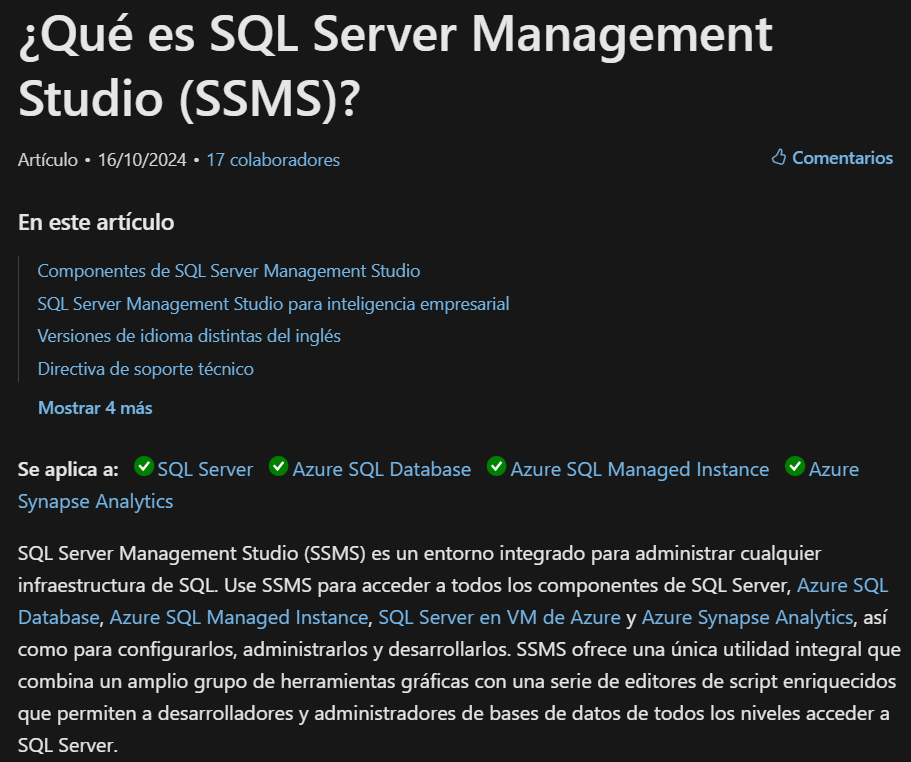 ¿Qué es SQL Server Management
Studio (SSMS)?
Artículo • 16/10/2024 • 17 colaboradores
Comentarios
En este artículo
Componentes de SQL Server Management Studio
SQL Server Management Studio para inteligencia empresarial
Versiones de idioma distintas del inglés
Directiva de soporte técnico
Mostrar 4 más
Se aplica a: SQL Server Azure SQL Database Azure SQL Managed Instance Azure
Synapse Analytics
SQL Server Management Studio (SSMS) es un entorno integrado para administrar cualquier
infraestructura de SQL. Use SSMS para acceder a todos los componentes de SQL Server, Azure SQL
Database, Azure SQL Managed Instance, SQL Server en VM de Azure y Azure Synapse Analytics, así
como para configurarlos, administrarlos y desarrollarlos. SSMS ofrece una única utilidad integral que
combina un amplio grupo de herramientas gráficas con una serie de editores de script enriquecidos
que permiten a desarrolladores y administradores de bases de datos de todos los niveles acceder a
SQL Server.